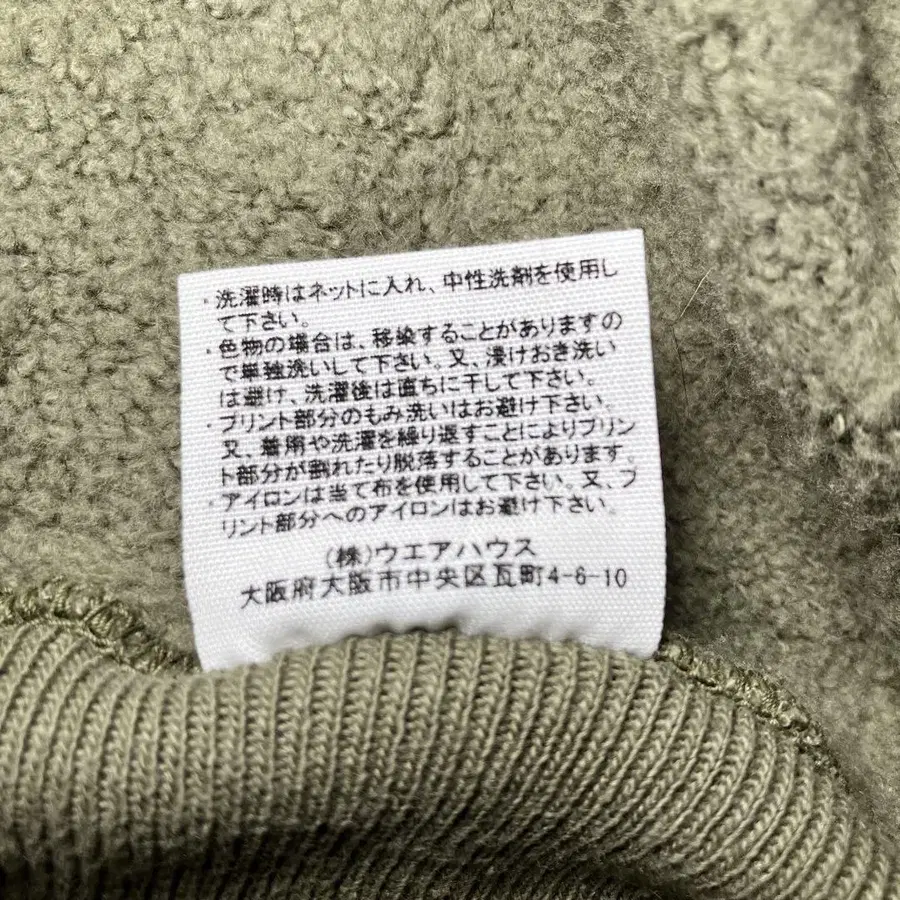 ・洗濯時はネットに入れ、中性洗剤を使用し
て下さい。
・色物の場合は、移染することがありますの
で単独洗いして下さい。又、浸けおき洗い
は避け、洗濯後は直ちに干して下さい。
・プリント部分のもみ洗いはお避け下さい。
又、着用や洗濯を繰り返すことによりプリン
ト部分が割れたり脱落することがあります。
・アイロンは当て布を使用して下さい。又、プ
リント部分へのアイロンはお避け下さい。
(株)ウエアハウス
大阪府大阪市中央区瓦町4-6-10